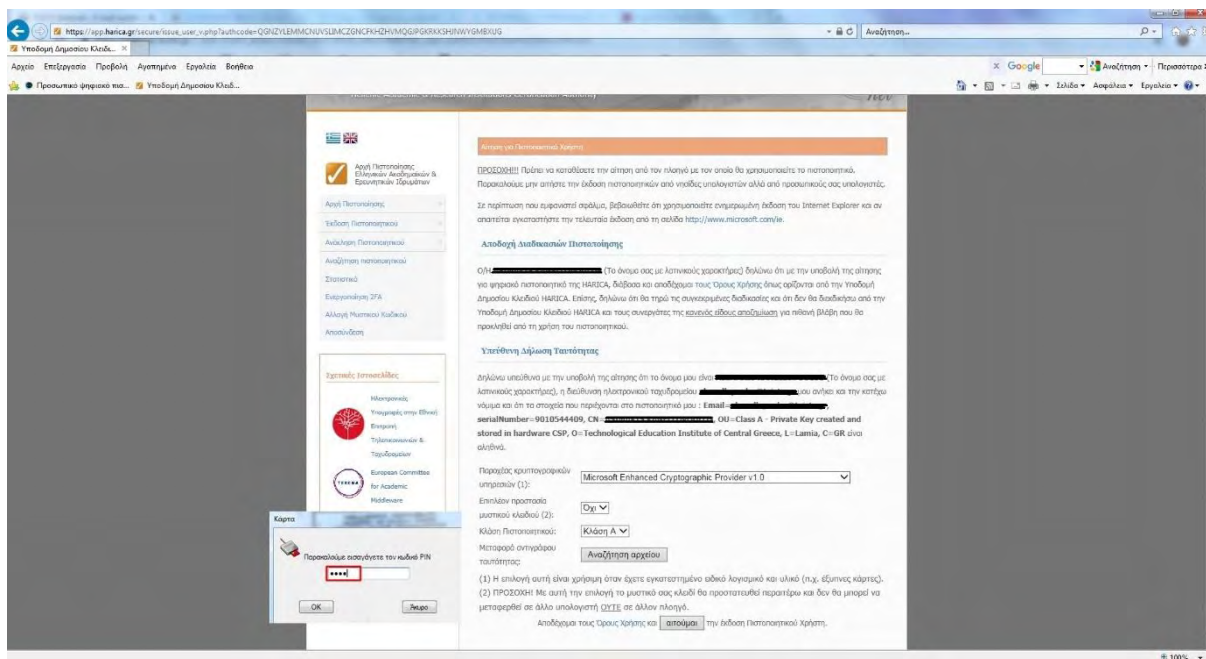 https://app.harica.gr/secure/issue_user_v.php?authcode=
Αναζήτηση...
Υποδομή Δημοσίου Κλειδι...
Αρχείο Επεξεργασία Προβολή Αγαπημένα Εργαλεία Βοήθεια
Google Αναζήτηση Περισσότερα
Προσωπικό ψηφιακό πισ... Υποδομή Δημοσίου Κλειδ...
Σελίδα Ασφάλεια Εργαλεία
Hellenic Academic & Research Institutions Certification Authority
Αρχή Πιστοποίησης
Ελληνικών Ακαδημαϊκών &
Ερευνητικών Ιδρυμάτων
Αρχή Πιστοποίησης
Έκδοση Πιστοποιητικού
Ανάκληση Πιστοποιητικού
Αναζήτηση πιστοποιητικού
Στατιστικά
Ενεργοποίηση 2FA
Αλλαγή Μυστικού Κωδικού
Αποσύνδεση
Σχετικές Ιστοσελίδες
Ηλεκτρονικές
Υπογραφές στην Εθνική
Επιτροπή
Τηλεπικοινωνιών &
Ταχυδρομείων
TERENA
European Committee
for Academic
Middleware
Αίτηση για Πιστοποιητικό Χρήστη
ΠΡΟΣΟΧΗ!!! Πρέπει να καταθέσετε την αίτηση από τον πλοηγό με τον οποίο θα χρησιμοποιείτε το πιστοποιητικό.
Παρακαλούμε μην αιτήστε την έκδοση πιστοποιητικών από νησίδες υπολογιστών αλλά από προσωπικούς σας υπολογιστές.
Σε περίπτωση που εμφανιστεί σφάλμα, βεβαιωθείτε ότι χρησιμοποιείτε ενημερωμένη έκδοση του Internet Explorer και αν
απαιτείται εγκαταστήστε την τελευταία έκδοση από τη σελίδα http://www.microsoft.com/ie.
Αποδοχή Διαδικασιών Πιστοποίησης
Ο/Η (Το όνομα σας με λατινικούς χαρακτήρες) δηλώνω ότι με την υποβολή της αίτησης
για ψηφιακό πιστοποιητικό της HARICA, διάβασα και αποδέχομαι τους Όρους Χρήσης όπως ορίζονται από την Υποδομή
Δημοσίου Κλειδιού HARICA. Επίσης, δηλώνω ότι θα τηρώ τις συγκεκριμένες διαδικασίες και ότι δεν θα διεκδικήσω από την
Υποδομή Δημοσίου Κλειδιού HARICA και τους συνεργάτες της κανενός είδους αποζημίωση για πιθανή βλάβη που θα
προκληθεί από τη χρήση του πιστοποιητικού.
Υπεύθυνη Δήλωση Ταυτότητας
Δηλώνω υπεύθυνα με την υποβολή της αίτησης ότι το όνομα μου είναι (Το όνομα σας με
λατινικούς χαρακτήρες), η διεύθυνση ηλεκτρονικού ταχυδρομείου μου ανήκει και την κατέχω
νόμιμα και ότι τα στοιχεία που περιέχονται στο πιστοποιητικό μου : Email=
serialNumber=9010544409, CN= , OU=Class A - Private Key created and
stored in hardware CSP, O=Technological Education Institute of Central Greece, L=Lamia, C=GR είναι
αληθινά.
Παροχέας κρυπτογραφικών
υπηρεσιών (1):
Microsoft Enhanced Cryptographic Provider v1.0
Επιπλέον προστασία
μυστικού κλειδιού (2):
Όχι
Κλάση Πιστοποιητικού:
Κλάση Α
Μεταφορά αντιγράφου
ταυτότητας:
Αναζήτηση αρχείου
(1) Η επιλογή αυτή είναι χρήσιμη όταν έχετε εγκατεστημένο ειδικό λογισμικό και υλικό (π.χ. έξυπνες κάρτες).
(2) ΠΡΟΣΟΧΗ! Με αυτή την επιλογή το μυστικό σας κλειδί θα προστατευθεί περαιτέρω και δεν θα μπορεί να
μεταφερθεί σε άλλο υπολογιστή ΟΥΤΕ σε άλλον πλοηγό.
Αποδέχομαι τους Όρους Χρήσης και αιτούμαι την έκδοση Πιστοποιητικού Χρήστη.
Κάρτα
Παρακαλούμε εισαγάγετε τον κωδικό PIN
OK Άκυρο
100%